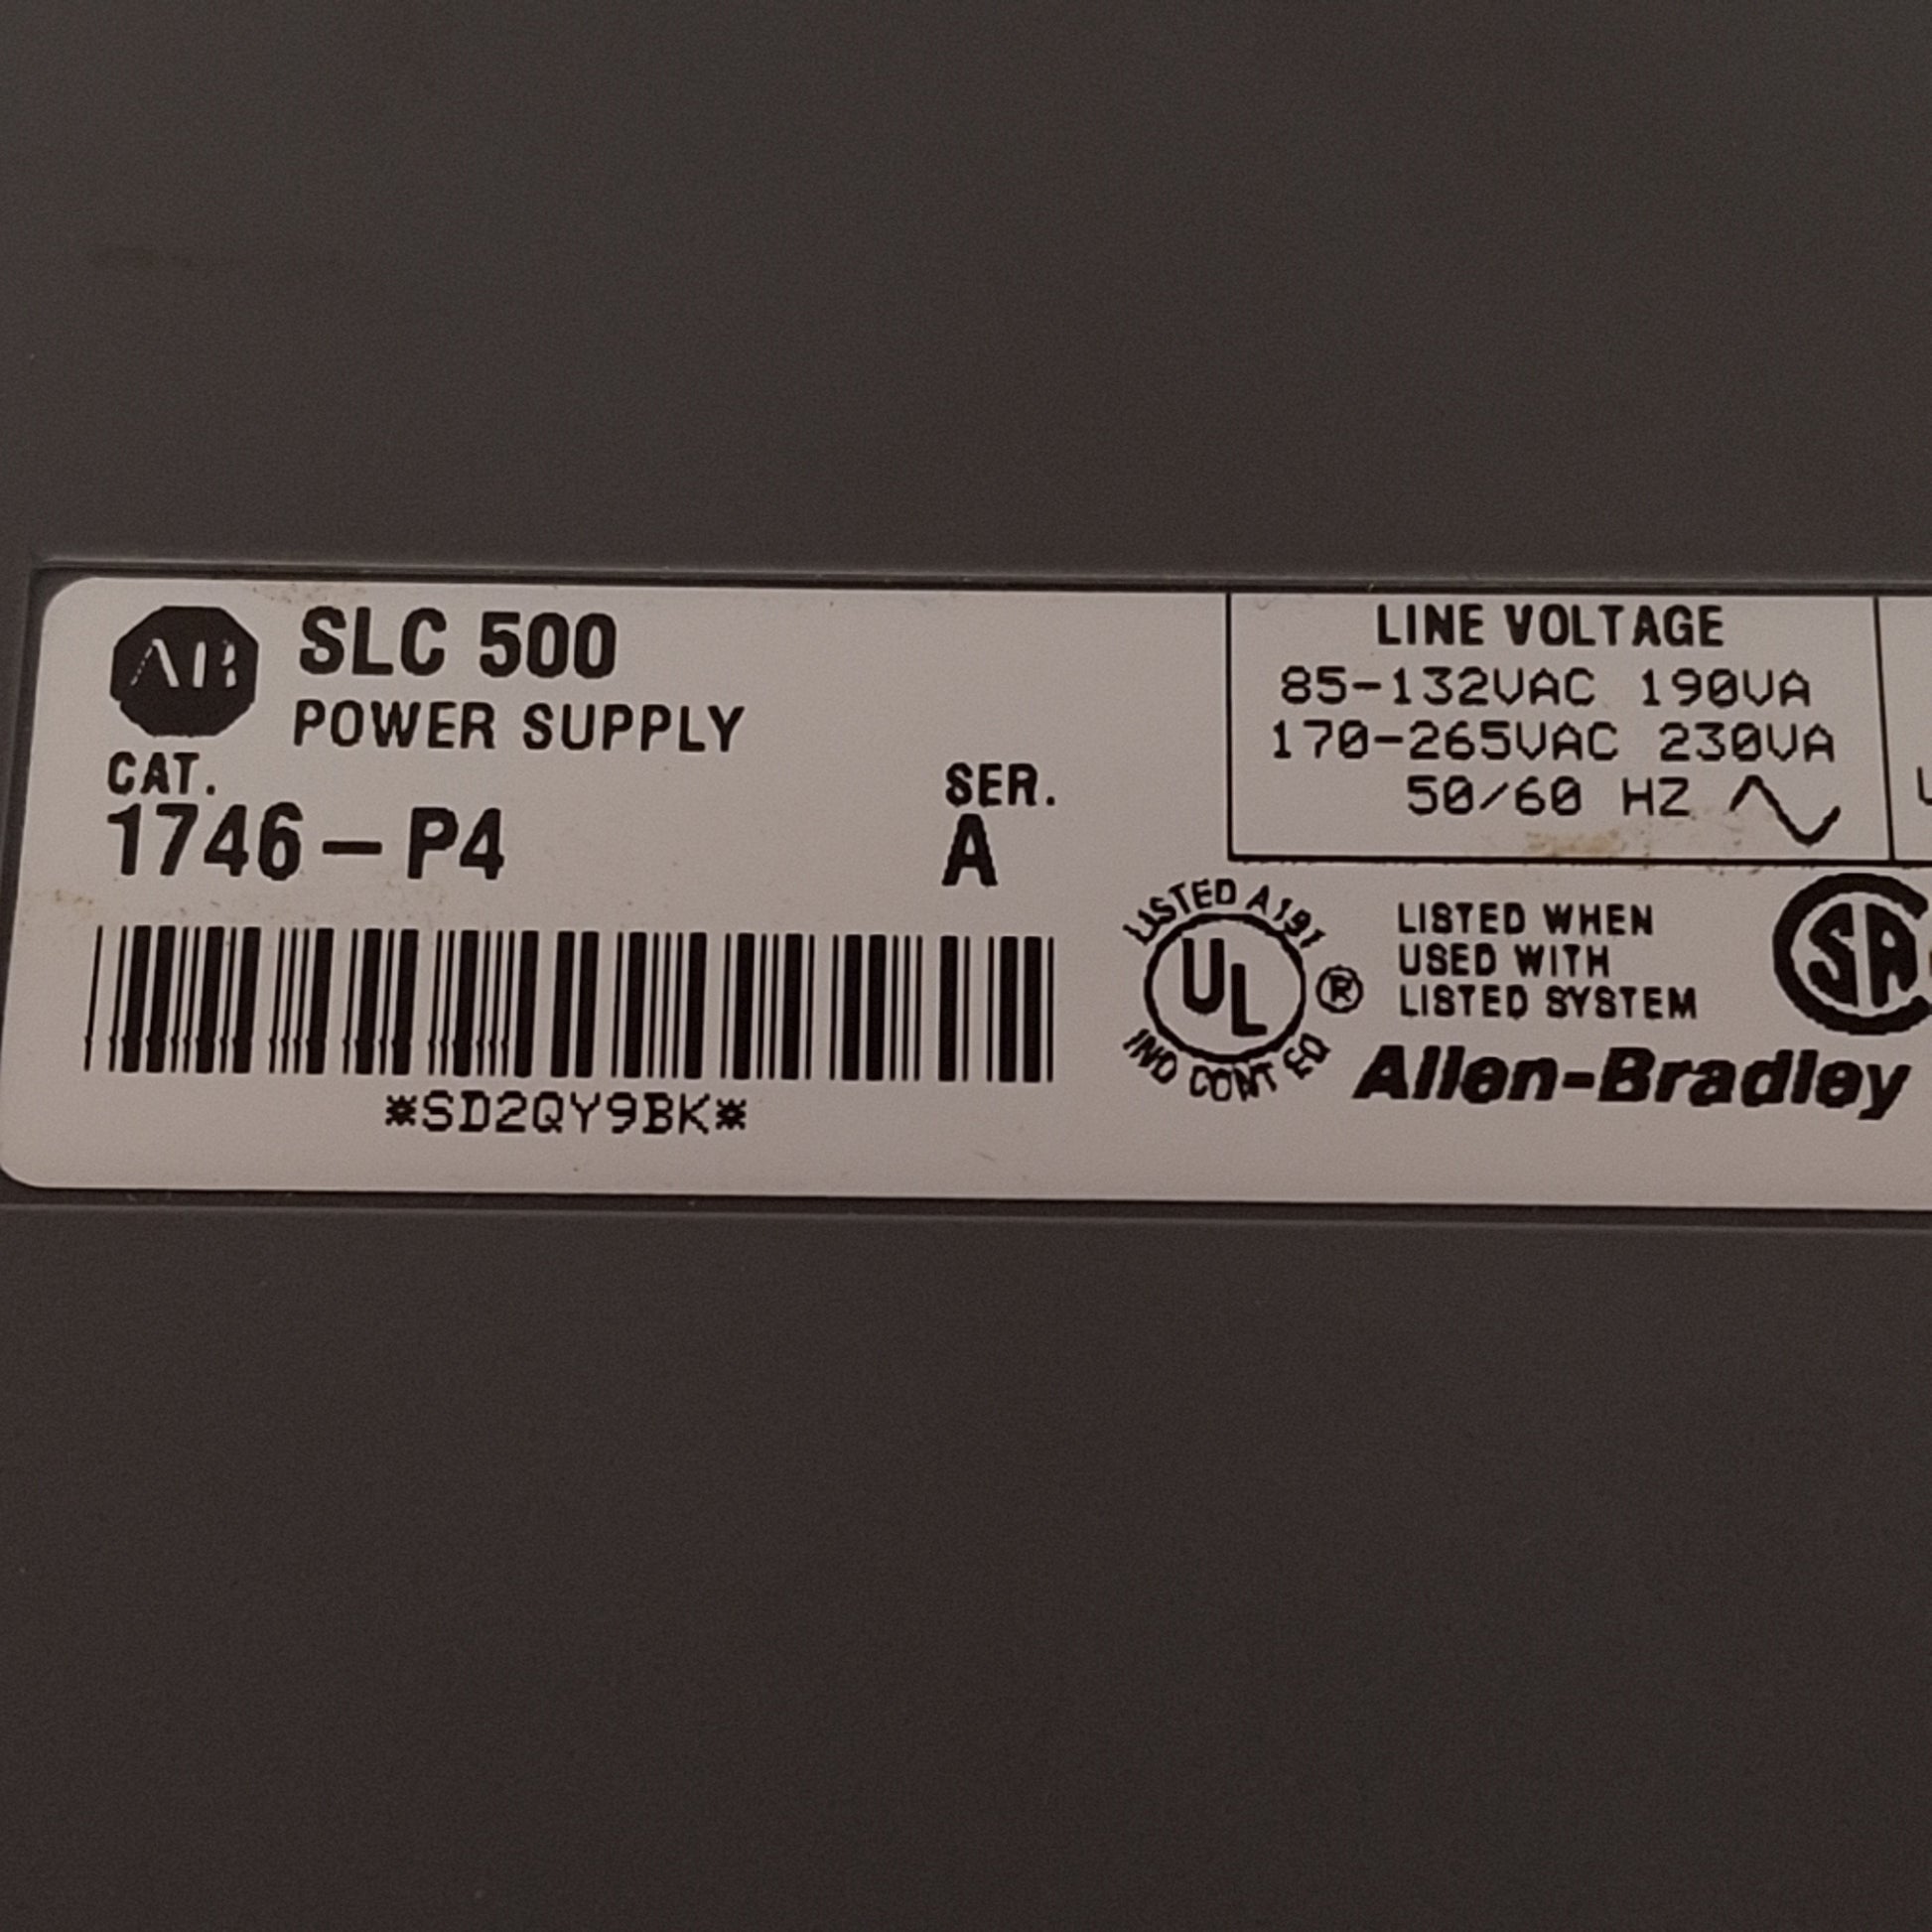 AB
SLC 500
POWER SUPPLY
CAT.
1746-P4
SER.
A
*SD2QY9BK*
LINE VOLTAGE
85-132VAC 190VA
170-265VAC 230VA
50/60 HZ
LISTED A191
UL
®
IND CONT EQ
LISTED WHEN
USED WITH
LISTED SYSTEM
SA
Allen-Bradley